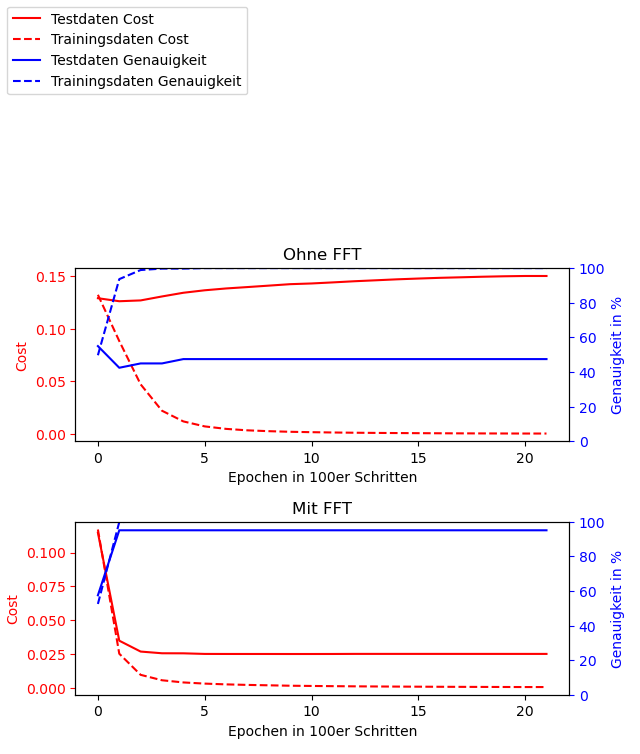 Testdaten Cost
Trainingsdaten Cost
Testdaten Genauigkeit
Trainingsdaten Genauigkeit
Ohne FFT
0.15
0.10
0.05
0.00
Cost
100
80
60
40
20
0
Genauigkeit in %
0 5 10 15 20
Epochen in 100er Schritten
Mit FFT
0.100
0.075
0.050
0.025
0.000
Cost
100
80
60
40
20
0
Genauigkeit in %
0 5 10 15 20
Epochen in 100er Schritten